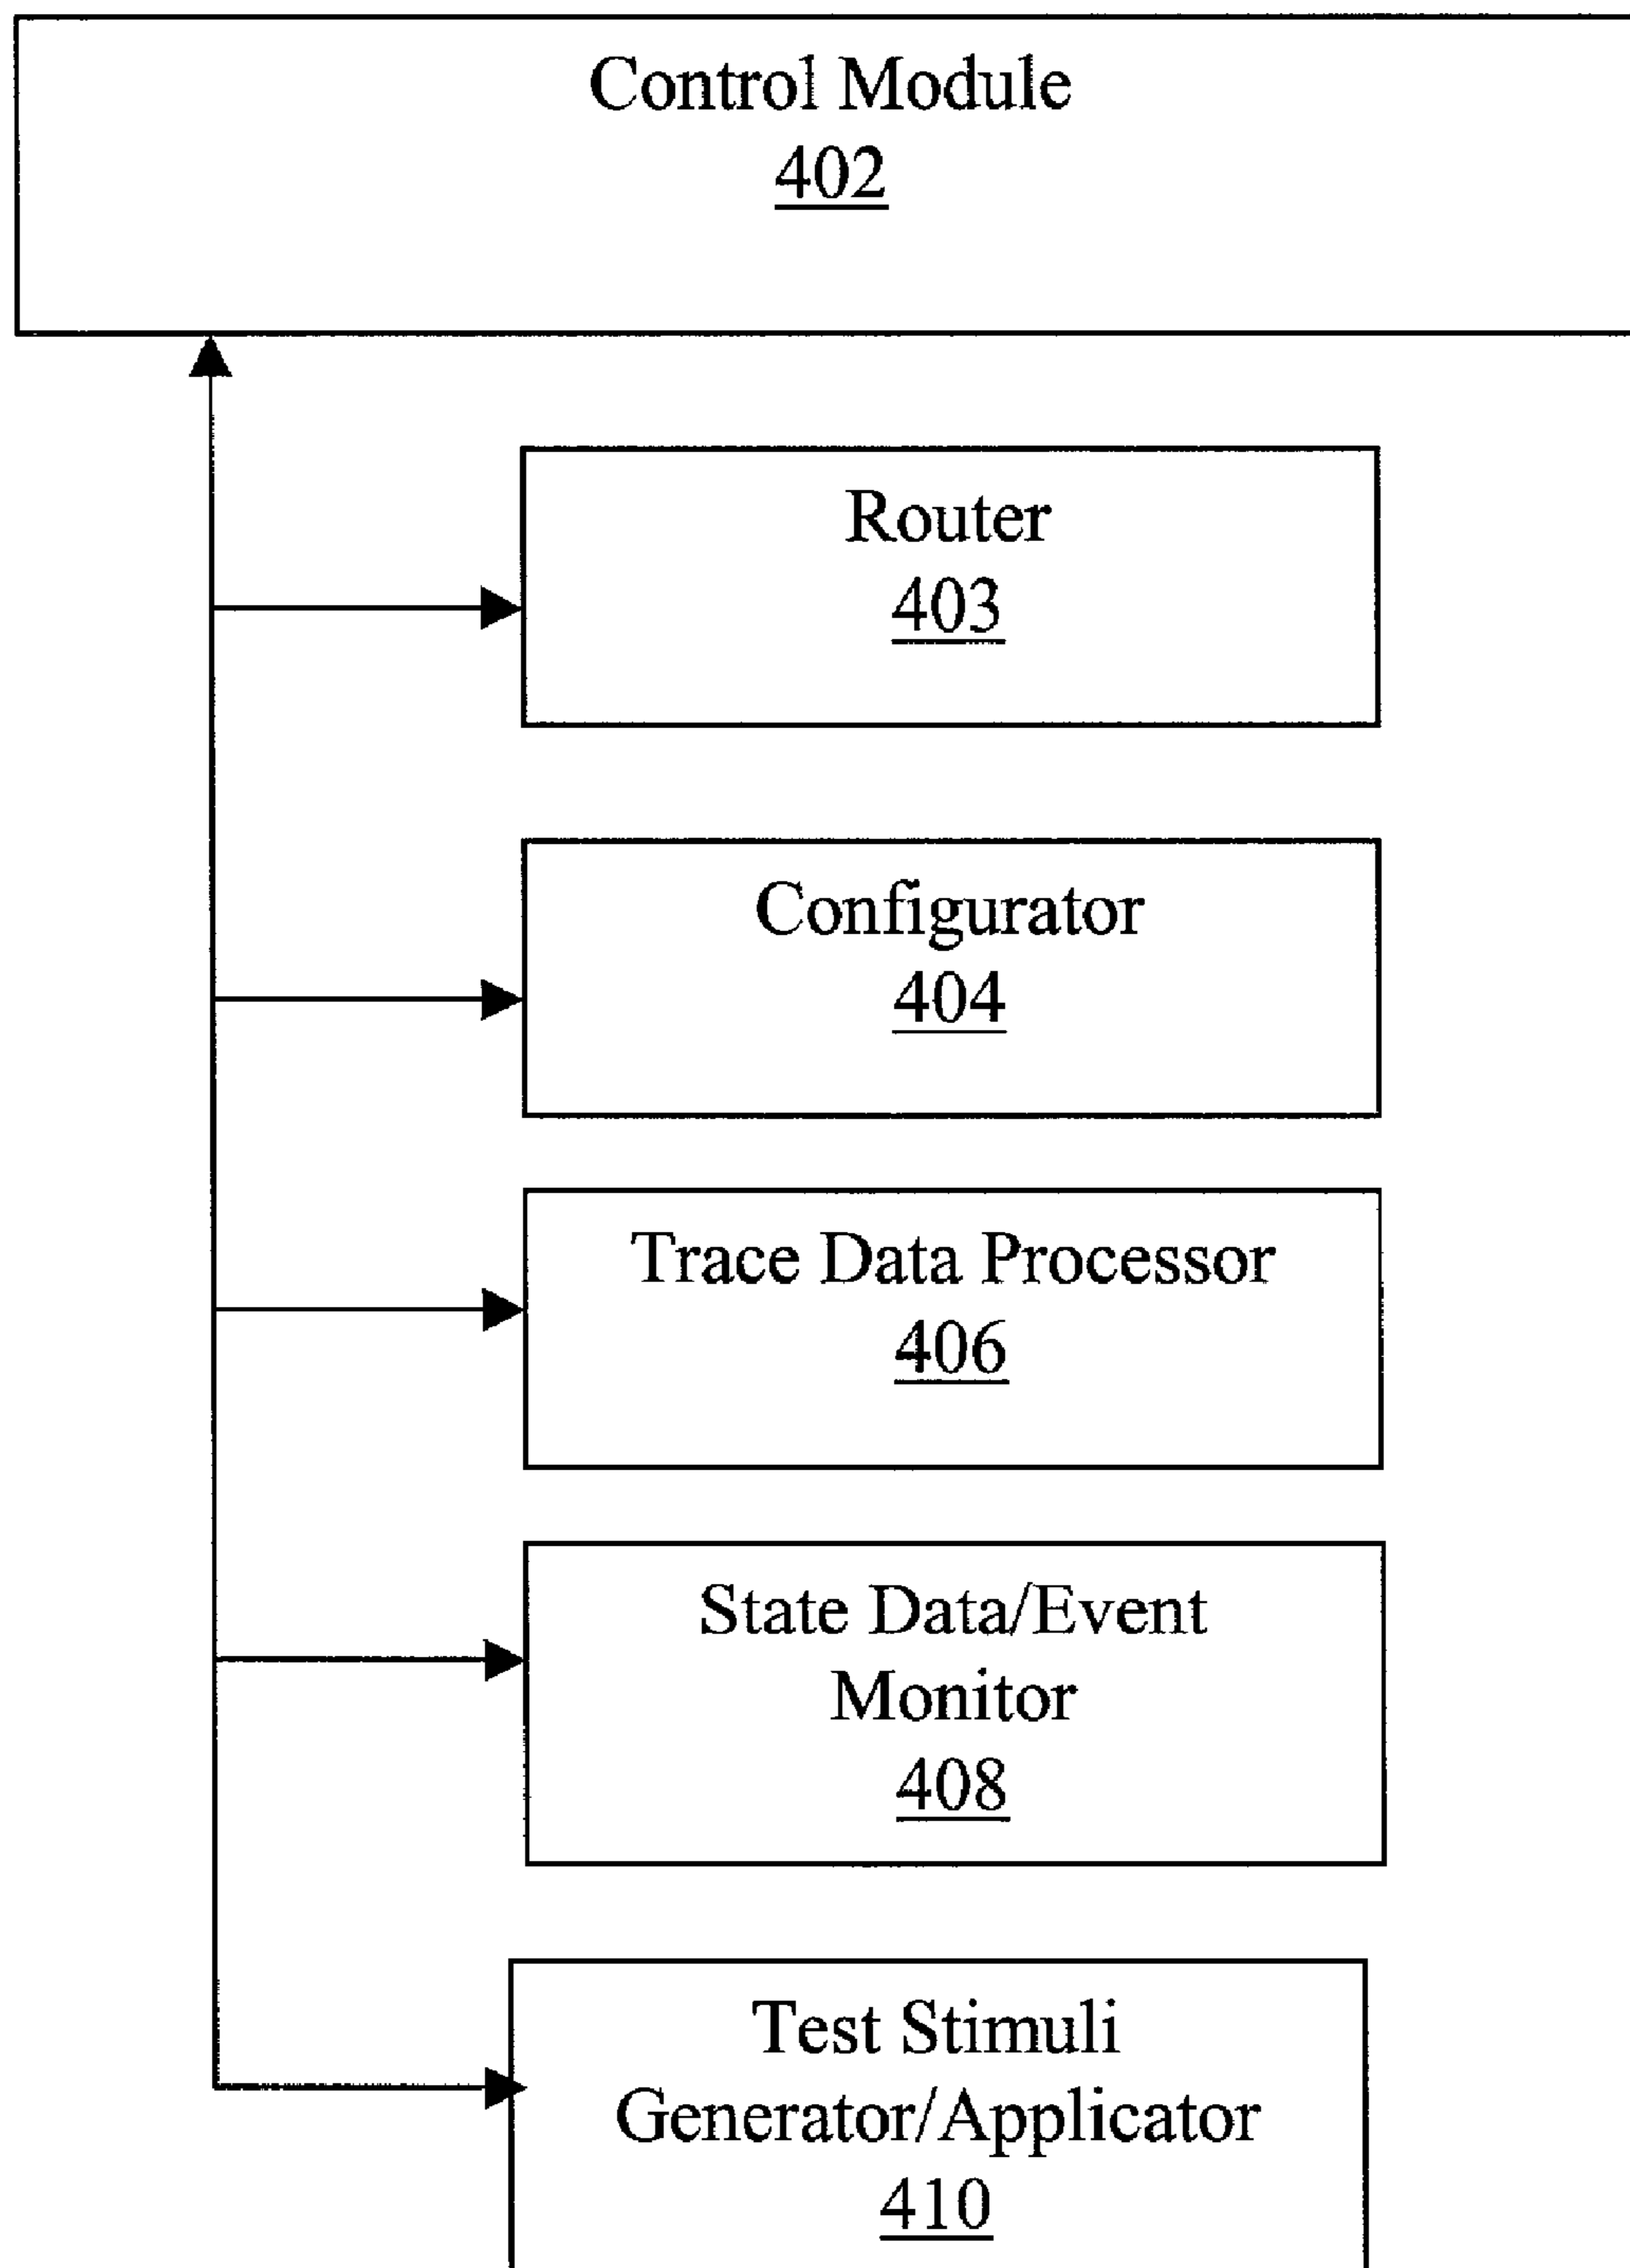 Control Module
402
Router
403
Configurator
404
Trace Data Processor
406
State Data/Event
Monitor
408
Test Stimuli
Generator/Applicator
410